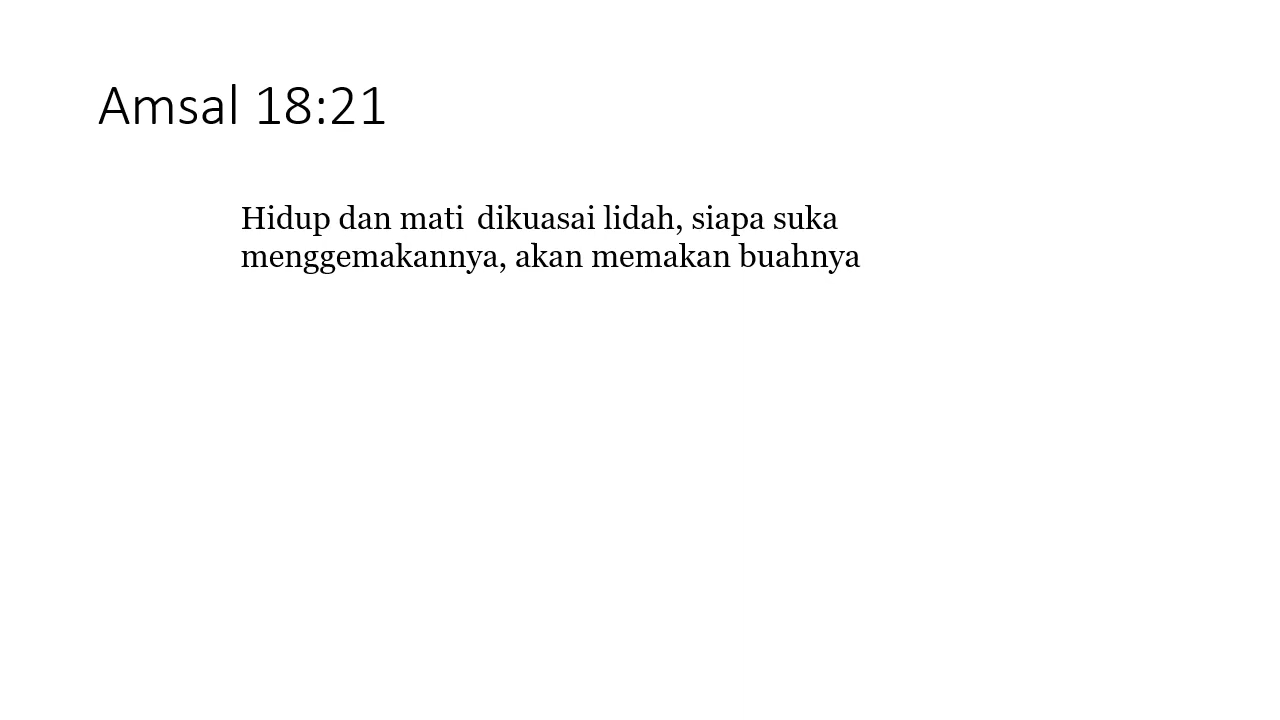 Amsal 18:21
Hidup dan mati  dikuasai lidah, siapa suka
menggemakannya, akan memakan buahnya